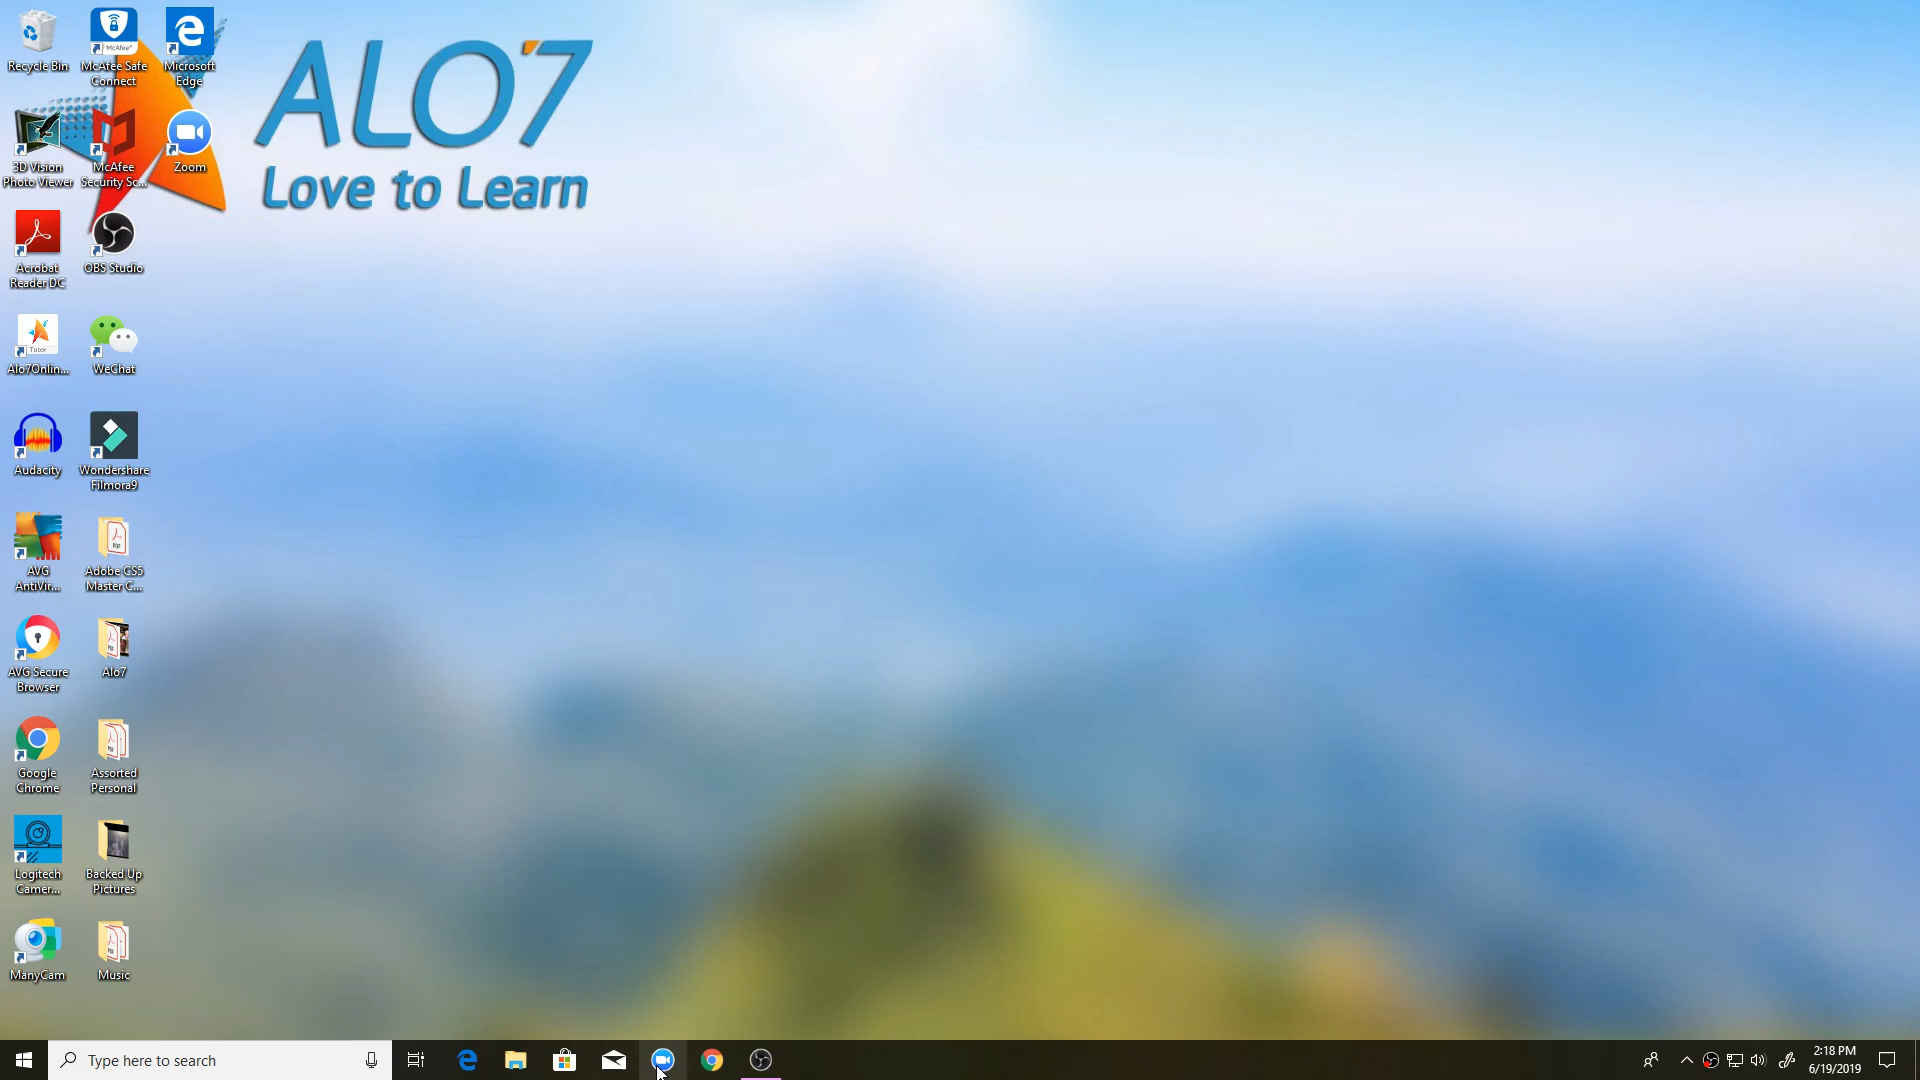 Recycle Bin
McAfee Safe
Connect
Microsoft
Edge
ALO7
Love to Learn
3D Vision
Photo Viewer
McAfee
Security Sc...
Zoom
Acrobat
Reader DC
OBS Studio
Tutor
Alo7Onlin...
WeChat
Audacity
Wondershare
Filmora9
AVG
AntiVir...
Adobe CS5
Master C...
AVG Secure
Browser
Alo7
Google
Chrome
Assorted
Personal
Logitech
Camer...
Backed Up
Pictures
ManyCam
Music
Type here to search
2:18 PM
6/19/2019